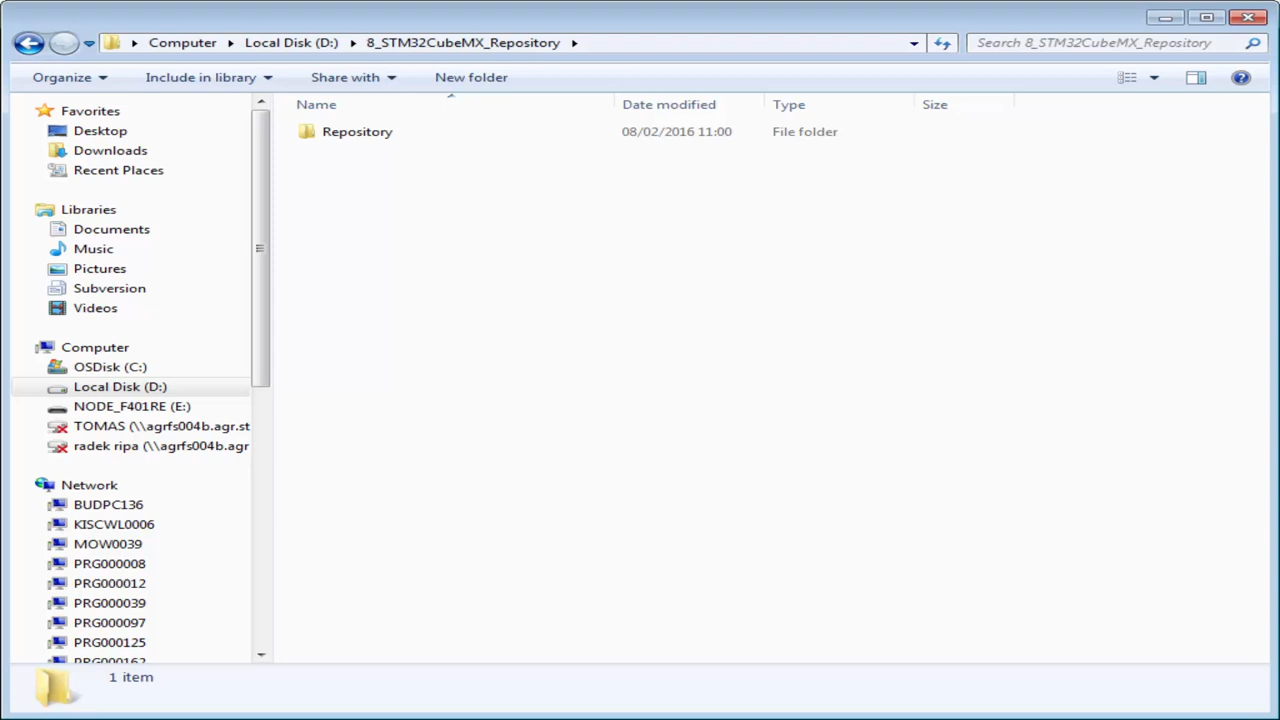 Computer Local Disk (D:) 8_STM32CubeMX_Repository
Search 8_STM32CubeMX_Repository
Organize Include in library Share with New folder
Name Date modified Type Size
Repository 08/02/2016 11:00 File folder
Favorites
Desktop
Downloads
Recent Places
Libraries
Documents
Music
Pictures
Subversion
Videos
Computer
OSDisk (C:)
Local Disk (D:)
NODE_F401RE (E:)
TOMAS (\\agrfs004b.agr.st
radek ripa (\\agrfs004b.agr
Network
BUDPC136
KISCWL0006
MOW0039
PRG000008
PRG000012
PRG000039
PRG000097
PRG000125
PRG000162
1 item